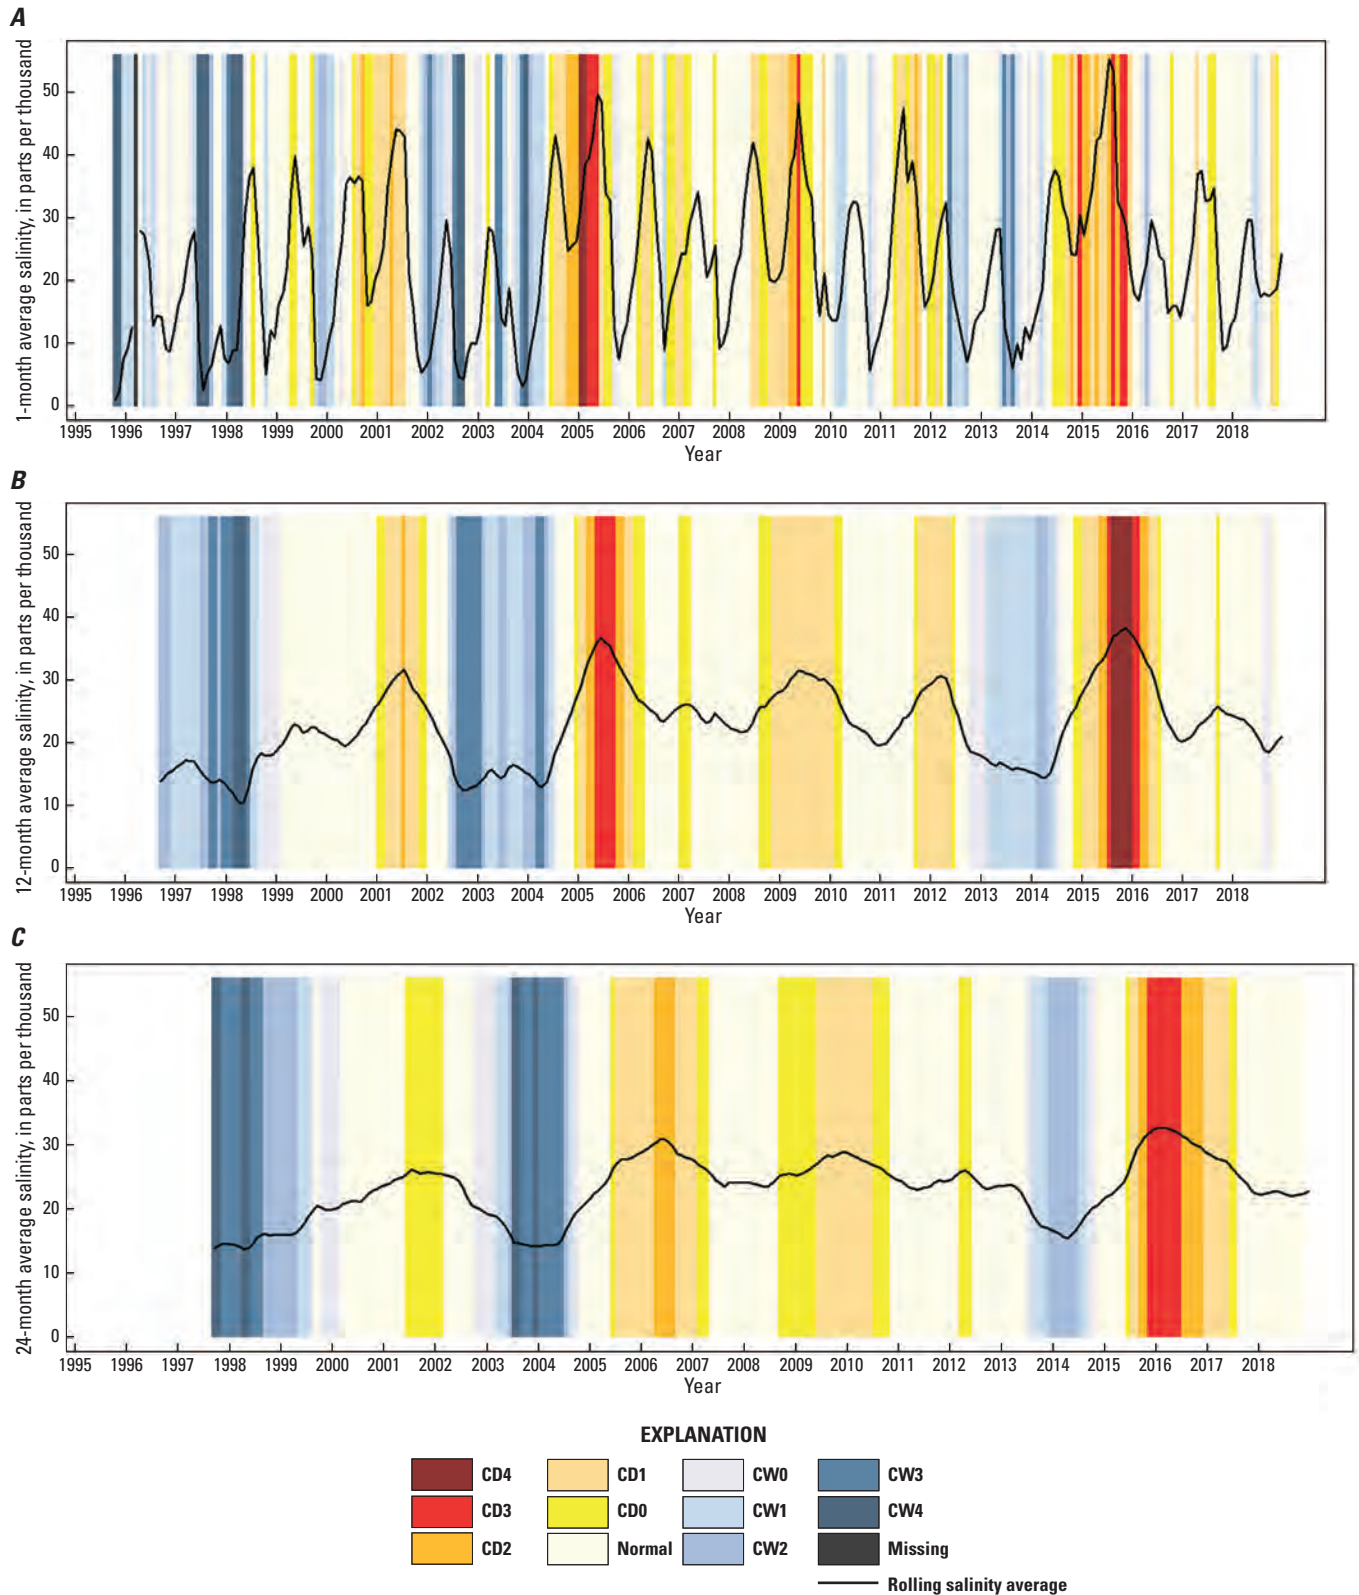 A
1-month average salinity, in parts per thousand
50
40
30
20
10
0
1995 1996 1997 1998 1999 2000 2001 2002 2003 2004 2005 2006 2007 2008 2009 2010 2011 2012 2013 2014 2015 2016 2017 2018
Year
B
12-month average salinity, in parts per thousand
50
40
30
20
10
0
1995 1996 1997 1998 1999 2000 2001 2002 2003 2004 2005 2006 2007 2008 2009 2010 2011 2012 2013 2014 2015 2016 2017 2018
Year
C
24-month average salinity, in parts per thousand
50
40
30
20
10
0
1995 1996 1997 1998 1999 2000 2001 2002 2003 2004 2005 2006 2007 2008 2009 2010 2011 2012 2013 2014 2015 2016 2017 2018
Year
EXPLANATION
CD4 CD1 CW0 CW3
CD3 CD0 CW1 CW4
CD2 Normal CW2 Missing
Rolling salinity average